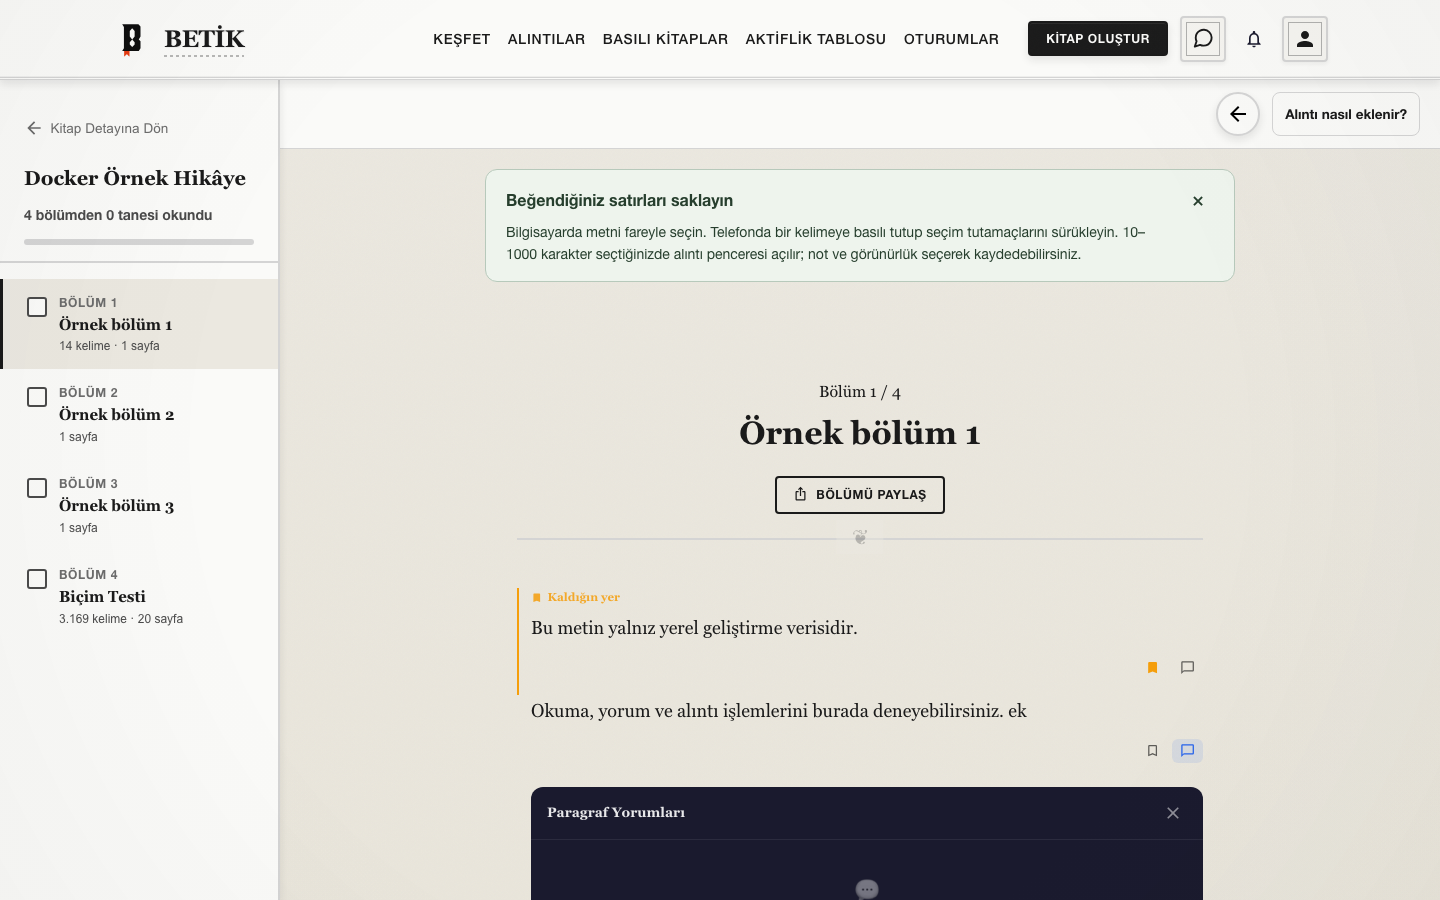 BETİK
KEŞFET
ALINTILAR
BASILI KİTAPLAR
AKTİFLİK TABLOSU
OTURUMLAR
KİTAP OLUŞTUR
Kitap Detayına Dön
Docker Örnek Hikâye
4 bölümden 0 tanesi okundu
BÖLÜM 1
Örnek bölüm 1
14 kelime · 1 sayfa
BÖLÜM 2
Örnek bölüm 2
1 sayfa
BÖLÜM 3
Örnek bölüm 3
1 sayfa
BÖLÜM 4
Biçim Testi
3.169 kelime · 20 sayfa
Alıntı nasıl eklenir?
Beğendiğiniz satırları saklayın
Bilgisayarda metni fareyle seçin. Telefonda bir kelimeye basılı tutup seçim tutamaçlarını sürükleyin. 10–
1000 karakter seçtiğinizde alıntı penceresi açılır; not ve görünürlük seçerek kaydedebilirsiniz.
Bölüm 1 / 4
Örnek bölüm 1
BÖLÜMÜ PAYLAŞ
Kaldığın yer
Bu metin yalnız yerel geliştirme verisidir.
Okuma, yorum ve alıntı işlemlerini burada deneyebilirsiniz. ek
Paragraf Yorumları